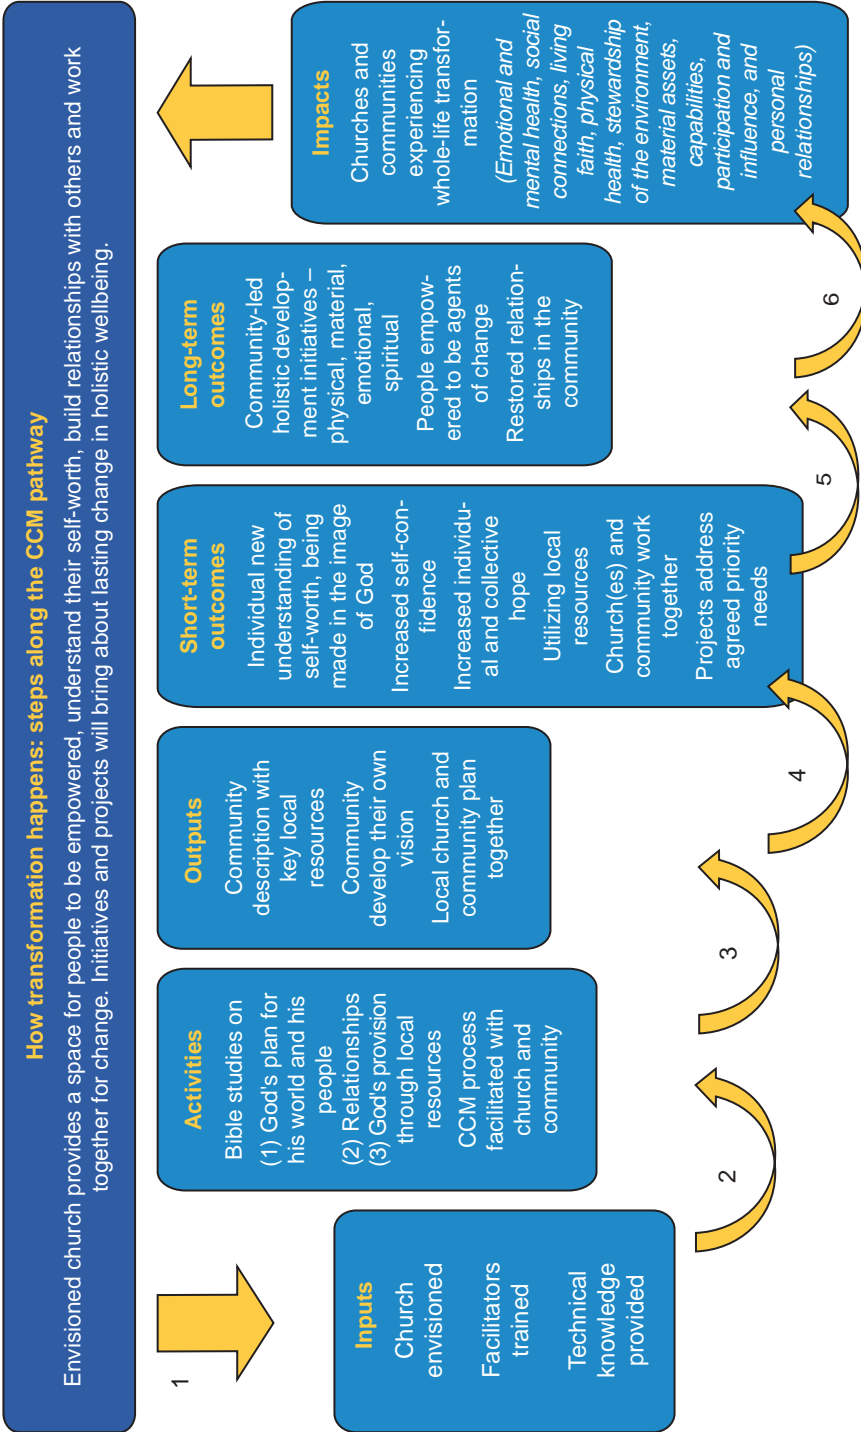 How transformation happens: steps along the CCM pathway
Envisioned church provides a space for people to be empowered, understand their self-worth, build relationships with others and work
together for change. Initiatives and projects will bring about lasting change in holistic wellbeing.
1
Inputs
Church
envisioned
Facilitators
trained
Technical
knowledge
provided
2
Activities
Bible studies on
(1) God's plan for
his world and his
people
(2) Relationships
(3) God's provision
through local
resources
CCM process
facilitated with
church and
community
3
Outputs
Community
description with
key local
resources
Community
develop their own
vision
Local church and
community plan
together
4
Short-term
outcomes
Individual new
understanding of
self-worth, being
made in the image
of God
Increased self-con-
fidence
Increased individu-
al and collective
hope
Utilizing local
resources
Church(es) and
community work
together
Projects address
agreed priority
needs
5
Long-term
outcomes
Community-led
holistic develop-
ment initiatives –
physical, material,
emotional,
spiritual
People empow-
ered to be agents
of change
Restored relation-
ships in the
community
6
Impacts
Churches and
communities
experiencing
whole-life transfor-
mation
(Emotional and
mental health, social
connections, living
faith, physical
health, stewardship
of the environment,
material assets,
capabilities,
participation and
influence, and
personal
relationships)